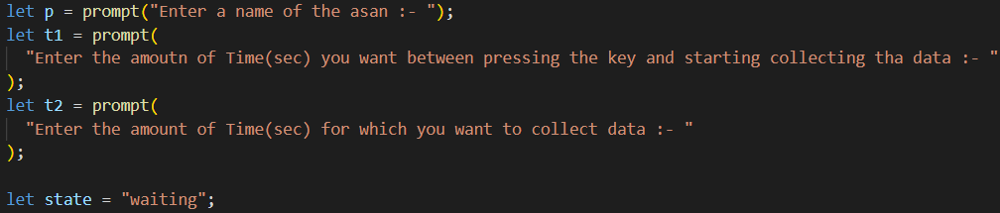 let p = prompt("Enter a name of the asan :- ");
let t1 = prompt(
"Enter the amoutn of Time(sec) you want between pressing the key and starting collecting tha data :- "
);
let t2 = prompt(
"Enter the amount of Time(sec) for which you want to collect data :- "
);
let state = "waiting";